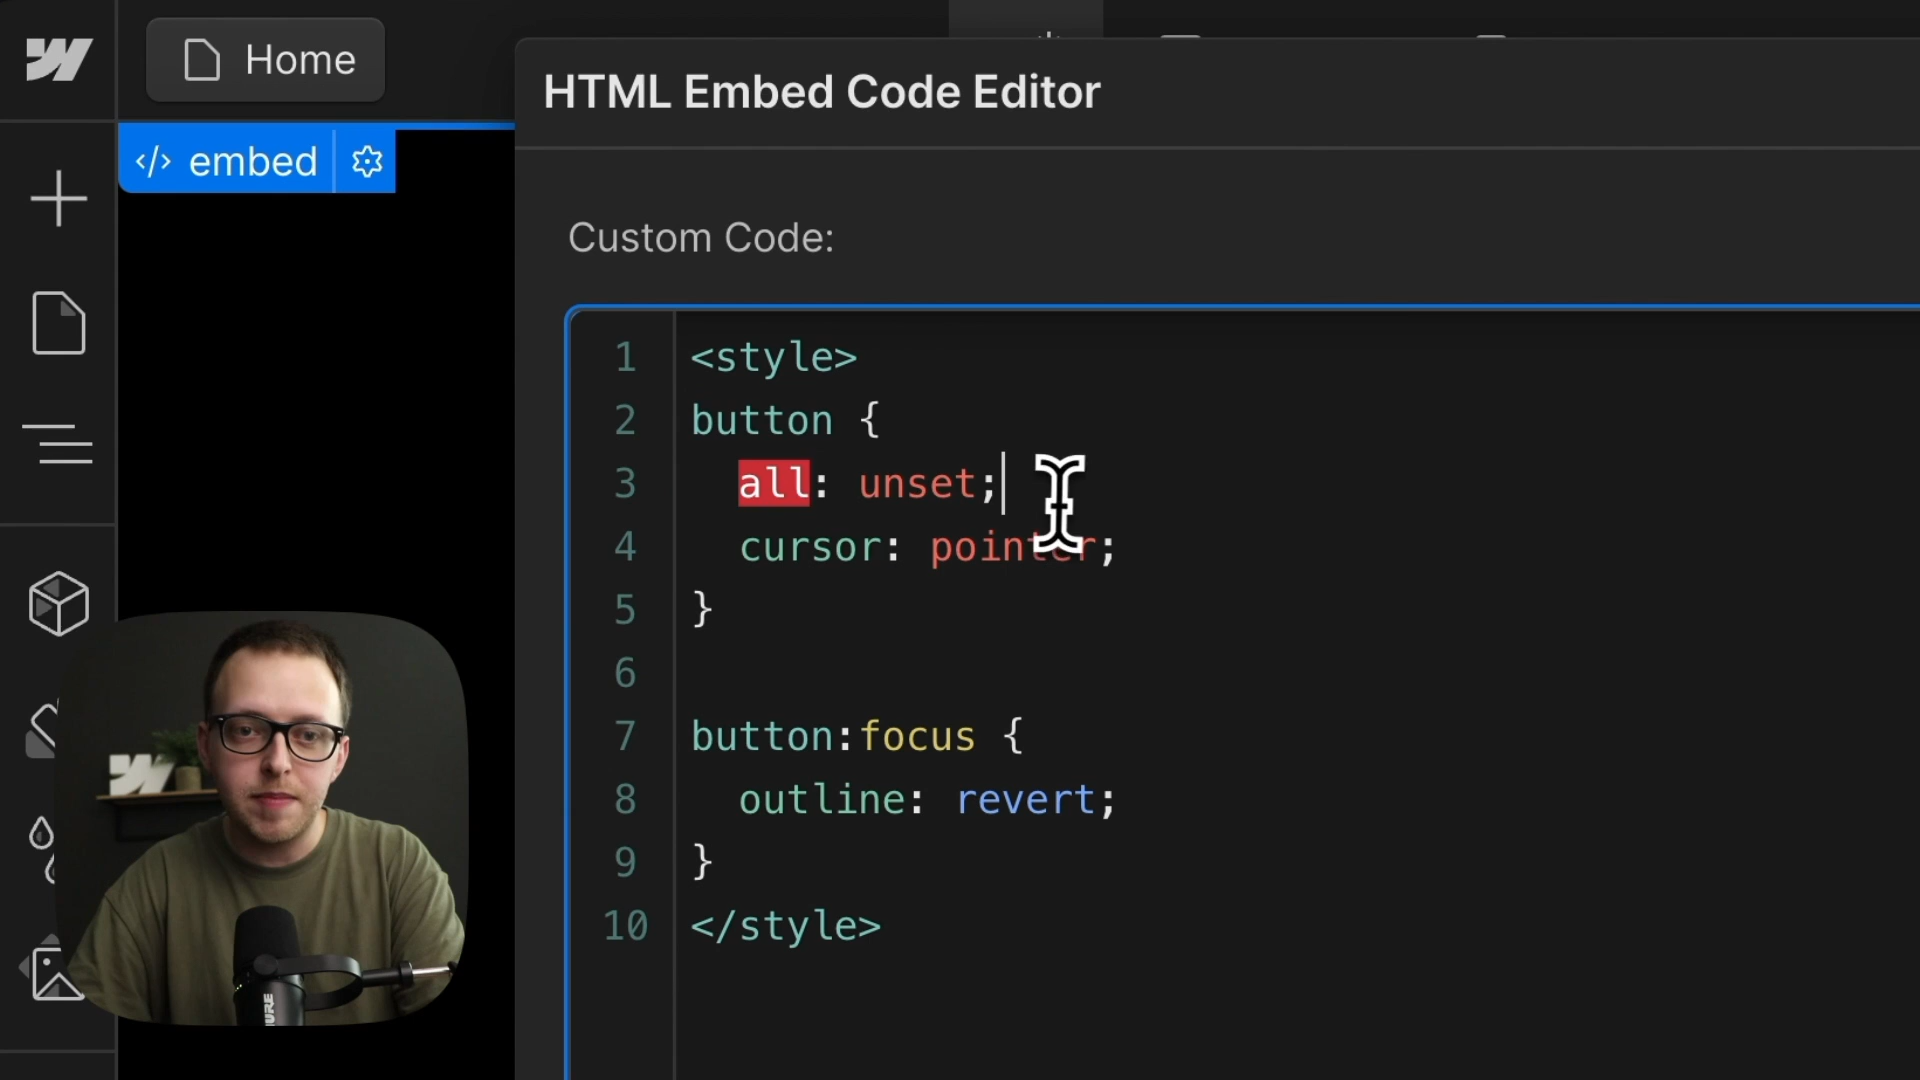 Home
HTML Embed Code Editor
</> embed
Custom Code:
1 <style>
2 button {
3 all: unset;
4 cursor: pointer;
5 }
6
7 button:focus {
8 outline: revert;
9 }
10 </style>